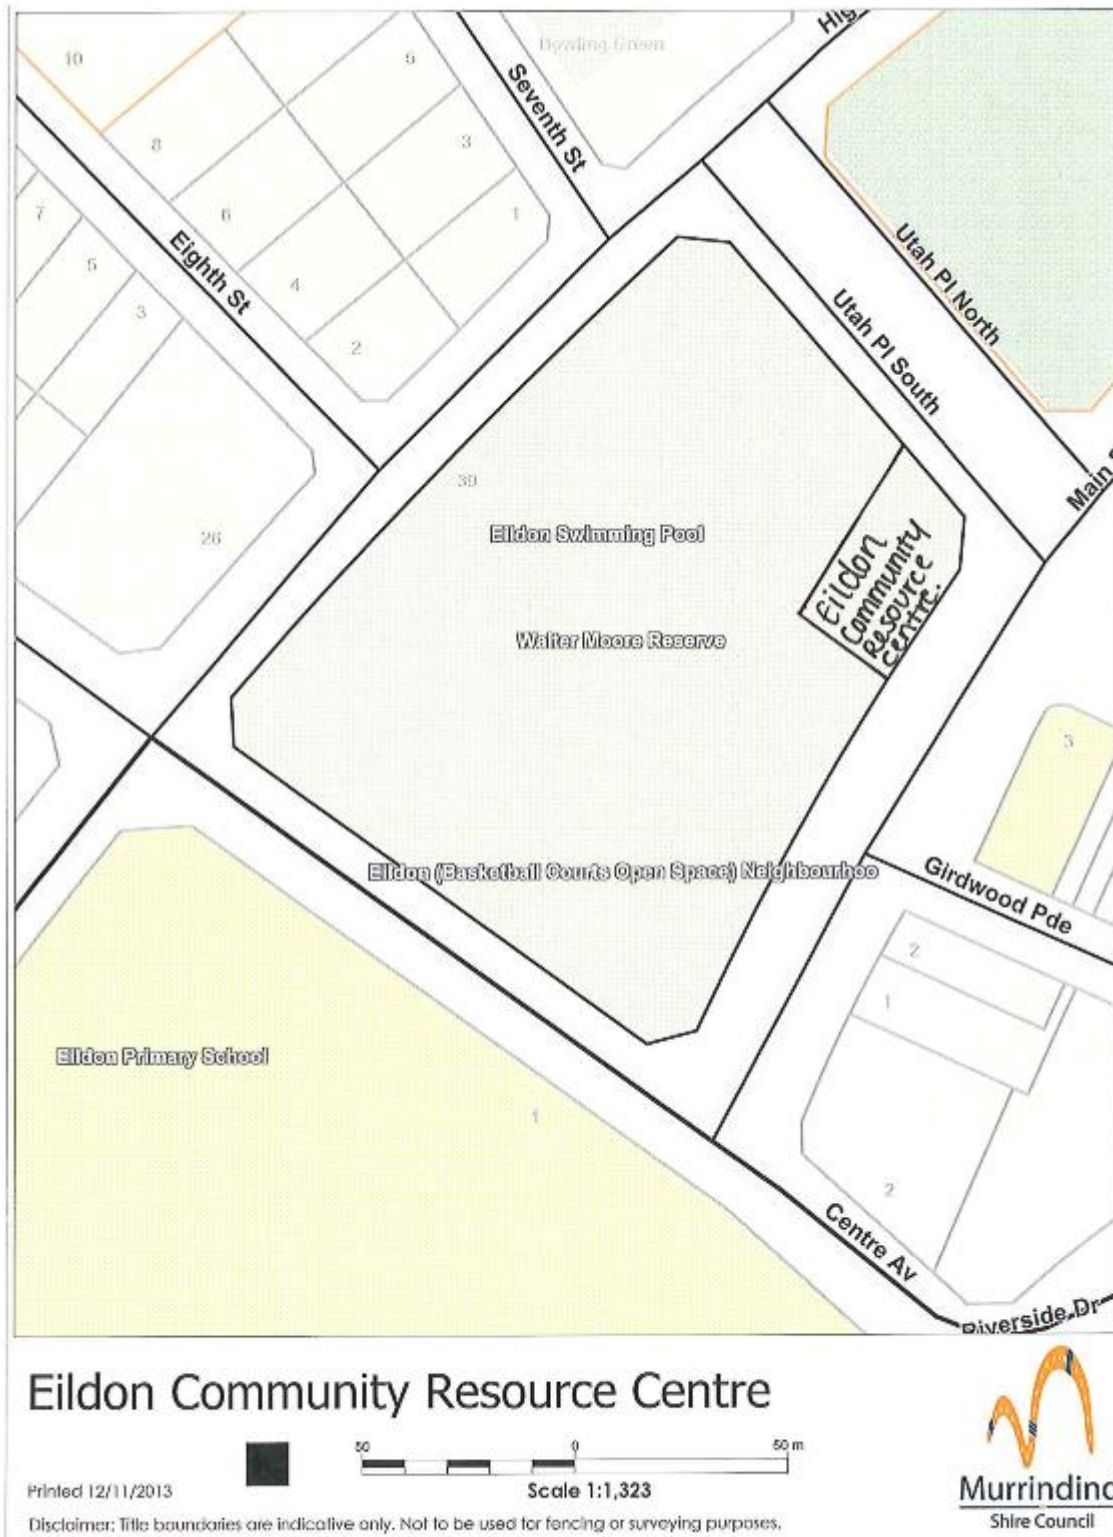 10
5
Bowling Green
Seventh St
8
3
7
6
1
Eighth St
5
4
3
2
Utah Pl North
Utah Pl South
39
26
Eildon Swimming Pool
Eildon
Community
Resource
Centre.
Walter Moore Reserve
3
Eildon (Basketball Courts Open Space) Neighbourhoo
Girdwood Pde
2
1
Eildon Primary School
1
2
Centre Av
Riverside Dr
Eildon Community Resource Centre
50 0 50 m
Scale 1:1,323
Printed 12/11/2013
Disclaimer: Title boundaries are indicative only. Not to be used for fencing or surveying purposes.
Murrindind
Shire Council